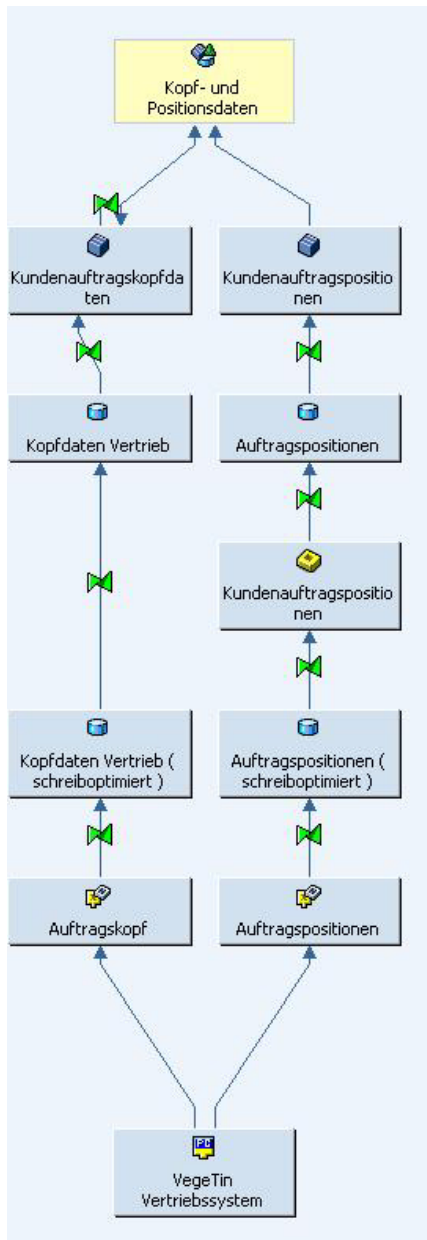 Kopf- und
Positionsdaten
Kundenauftragskopfda
ten
Kundenauftragspositio
nen
Kopfdaten Vertrieb
Auftragspositionen
Kundenauftragspositio
nen
Kopfdaten Vertrieb (
schreiboptimiert )
Auftragspositionen (
schreiboptimiert )
Auftragskopf
Auftragspositionen
PC
VegeTin
Vertriebssystem